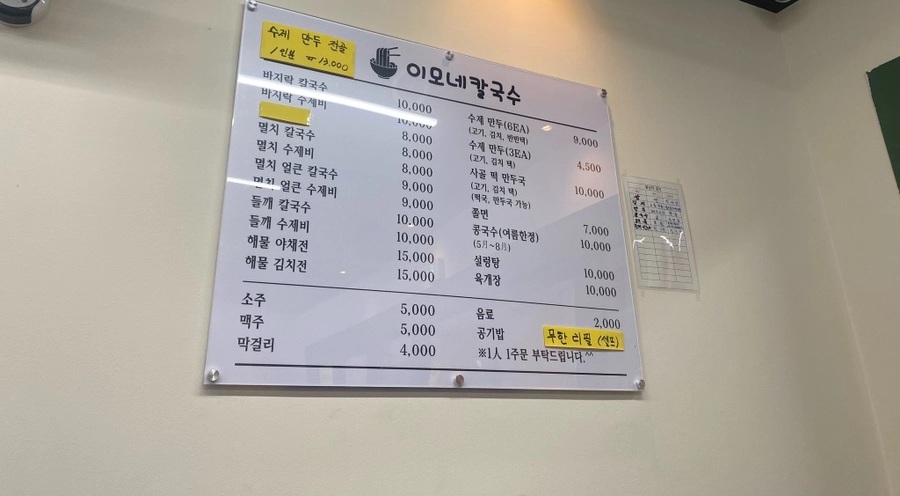 수제 만두 전골
1인분 ₩ 13,000
이모네칼국수
바지락 칼국수 10,000
바지락 수제비 10,000
멸치 칼국수 8,000
멸치 수제비 8,000
멸치 얼큰 칼국수 8,000
멸치 얼큰 수제비 9,000
들깨 칼국수 9,000
들깨 수제비 10,000
해물 야채전 10,000
해물 김치전 15,000
15,000
소주 5,000
맥주 5,000
막걸리 4,000
수제 만두(6EA) 9,000
(고기, 김치, 반반택)
수제 만두(3EA) 4,500
(고기, 김치 택)
사골 떡 만두국 10,000
(고기, 김치 택)
(떡국, 만두국 가능)
쫄면 7,000
콩국수(여름한정) 10,000
(5月~8月)
설렁탕 10,000
육개장 10,000
음료 2,000
공기밥 무한 리필 (셀프)
※1人 1주문 부탁드립니다.^^